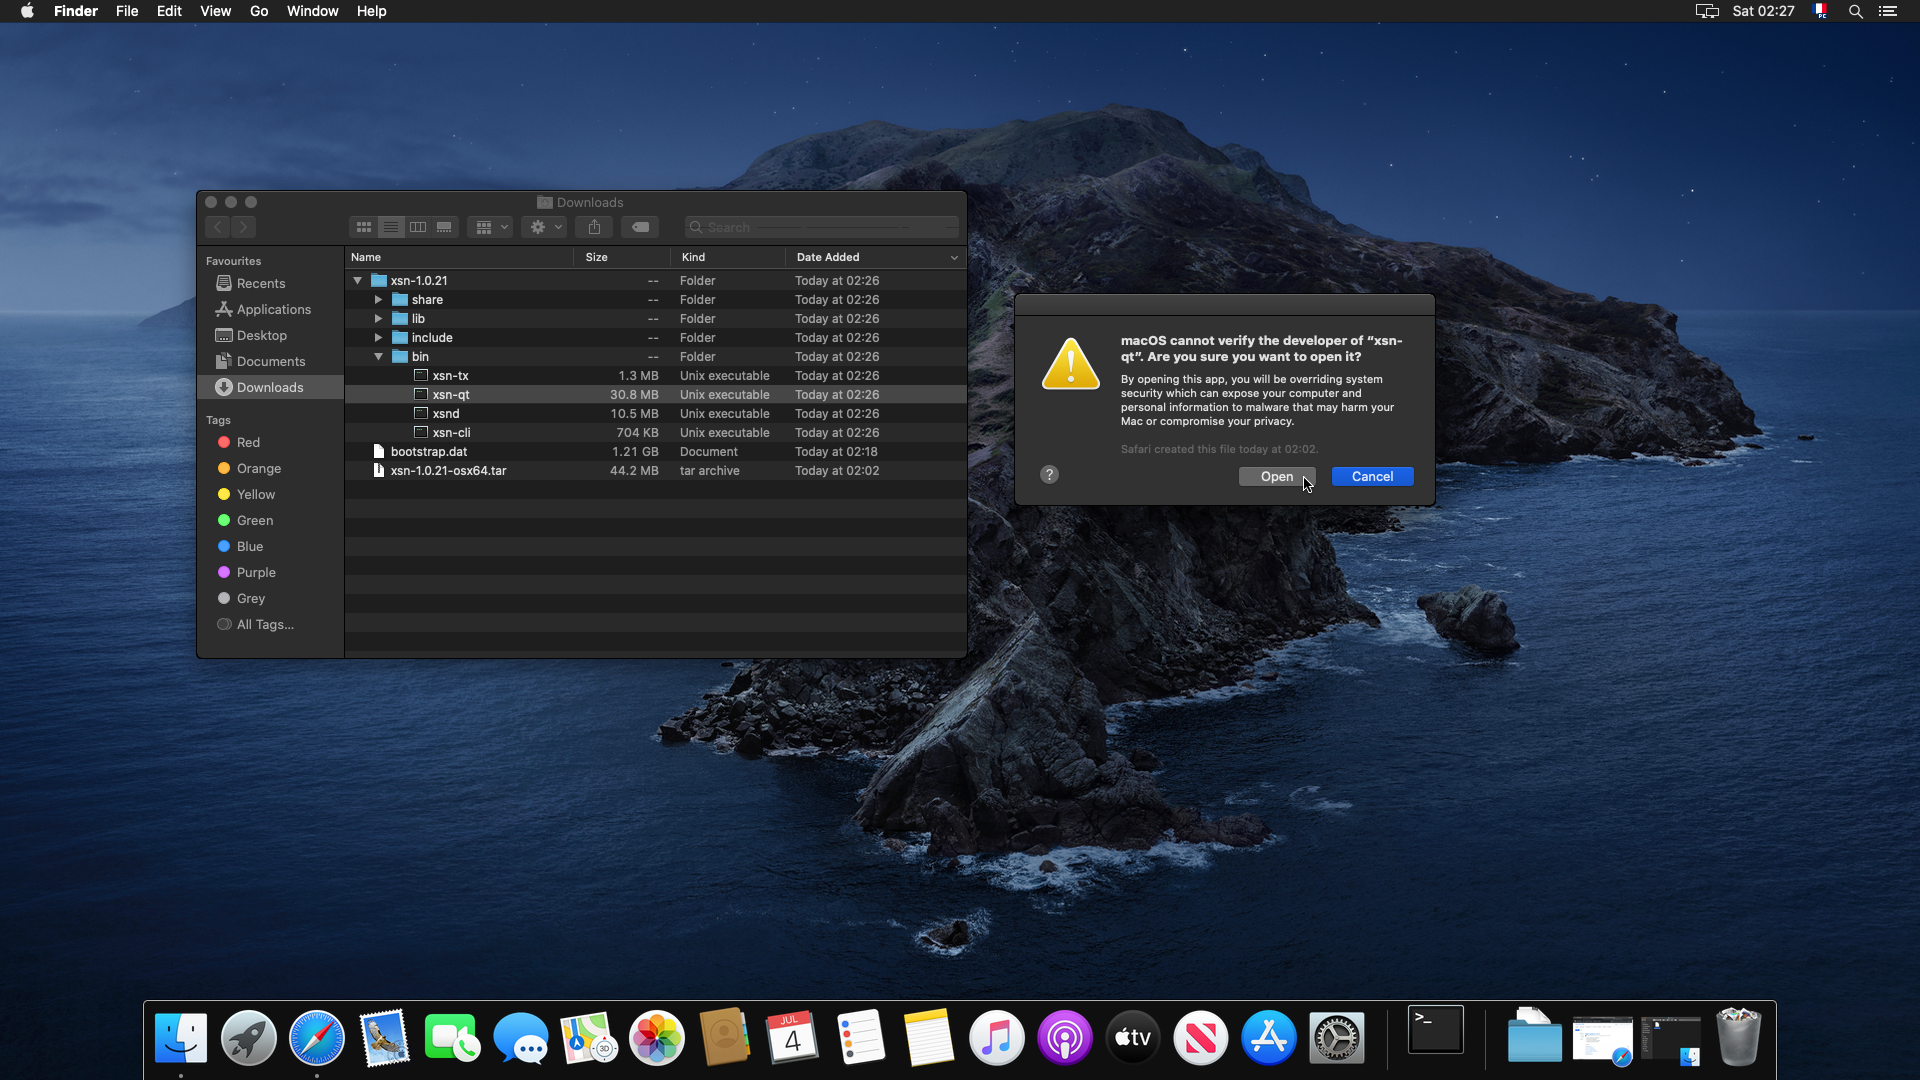 Finder File Edit View Go Window Help
Sat 02:27
Downloads
Search
Favourites
Recents
Applications
Desktop
Documents
Downloads
Tags
Red
Orange
Yellow
Green
Blue
Purple
Grey
All Tags...
Name Size Kind Date Added
xsn-1.0.21 -- Folder Today at 02:26
share -- Folder Today at 02:26
lib -- Folder Today at 02:26
include -- Folder Today at 02:26
bin -- Folder Today at 02:26
xsn-tx 1.3 MB Unix executable Today at 02:26
xsn-qt 30.8 MB Unix executable Today at 02:26
xsnd 10.5 MB Unix executable Today at 02:26
xsn-cli 704 KB Unix executable Today at 02:26
bootstrap.dat 1.21 GB Document Today at 02:18
xsn-1.0.21-osx64.tar 44.2 MB tar archive Today at 02:02
macOS cannot verify the developer of “xsn-
qt”. Are you sure you want to open it?
By opening this app, you will be overriding system
security which can expose your computer and
personal information to malware that may harm your
Mac or compromise your privacy.
Safari created this file today at 02:02.
? Open Cancel
JUL
4
3D
tv
>_